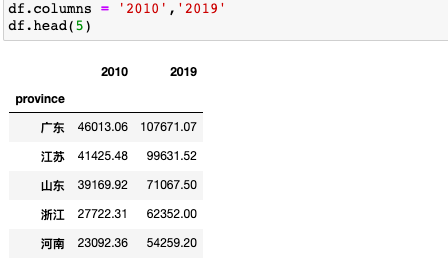 df.columns = '2010','2019'
df.head(5)
2010 2019
province
广东 46013.06 107671.07
江苏 41425.48 99631.52
山东 39169.92 71067.50
浙江 27722.31 62352.00
河南 23092.36 54259.20